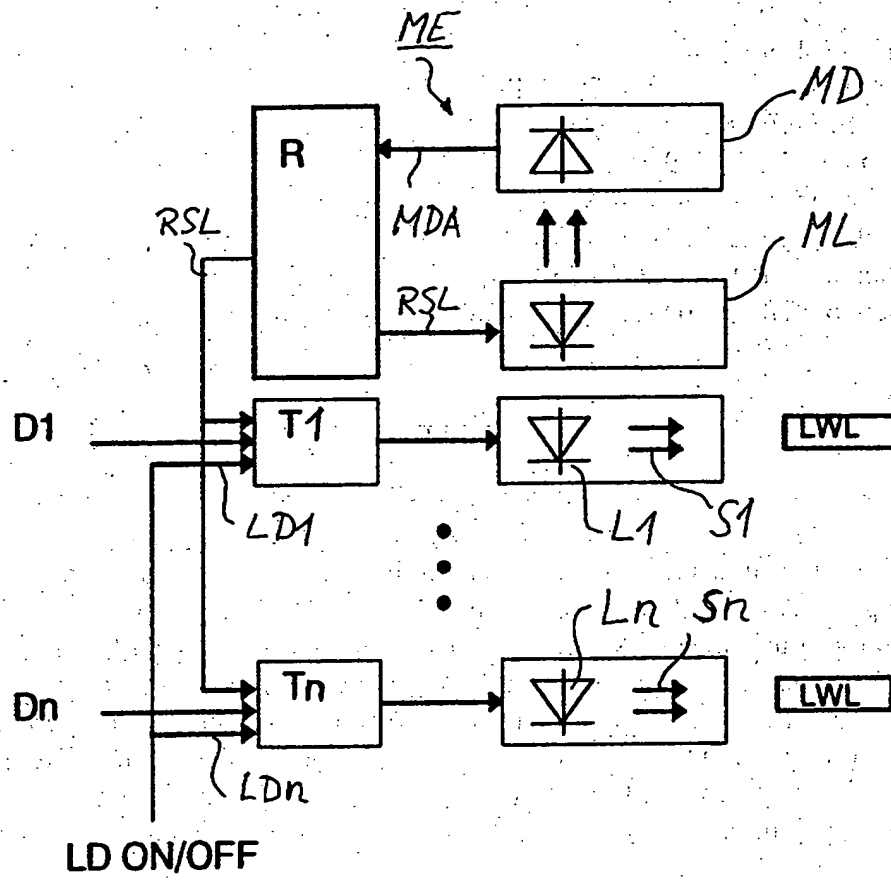 ME
MD
R
MDA
RSL
ML
RSL
D1
T1
LWL
LD1
L1
S1
Ln
Sn
Dn
Tn
LWL
LDn
LD ON/OFF